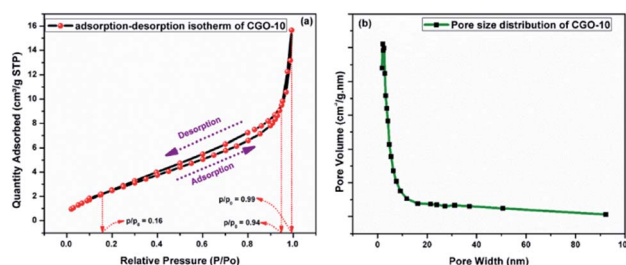 (a)
adsorption-desorption isotherm of CGO-10
Quantity Adsorbed (cm³/g STP)
16
14
12
10
8
6
4
2
0
Desorption
Adsorption
p/p₀ = 0.16
p/p₀ = 0.99
p/p₀ = 0.94
0.0 0.2 0.4 0.6 0.8 1.0
Relative Pressure (P/Po)
(b)
Pore size distribution of CGO-10
Pore Volume (cm³/g.nm)
0 20 40 60 80 100
Pore Width (nm)